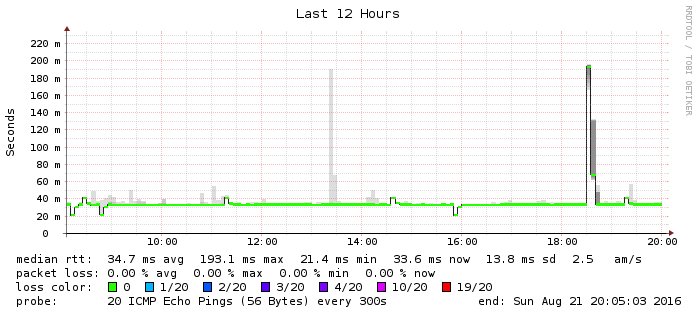 Last 12 Hours
RRDTOOL / TOBI OETIKER
Seconds
220 m
200 m
180 m
160 m
140 m
120 m
100 m
80 m
60 m
40 m
20 m
0
10:00 12:00 14:00 16:00 18:00 20:00
median rtt: 34.7 ms avg 193.1 ms max 21.4 ms min 33.6 ms now 13.8 ms sd 2.5 am/s
packet loss: 0.00 % avg 0.00 % max 0.00 % min 0.00 % now
loss color: 0 1/20 2/20 3/20 4/20 10/20 19/20
probe: 20 ICMP Echo Pings (56 Bytes) every 300s end: Sun Aug 21 20:05:03 2016